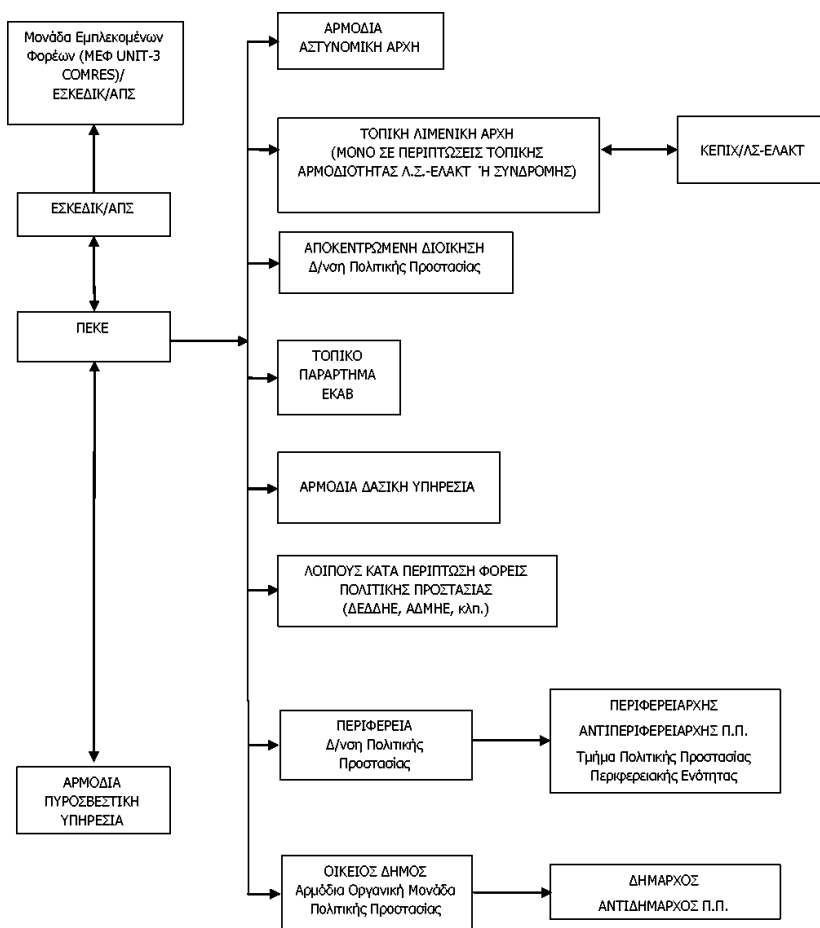 Μονάδα Εμπλεκομένων
Φορέων (ΜΕΦ UNIT-3
COMRES)/
ΕΣΚΕΔΙΚ/ΑΠΣ
ΕΣΚΕΔΙΚ/ΑΠΣ
ΠΕΚΕ
ΑΡΜΟΔΙΑ
ΠΥΡΟΣΒΕΣΤΙΚΗ
ΥΠΗΡΕΣΙΑ
ΑΡΜΟΔΙΑ
ΑΣΤΥΝΟΜΙΚΗ ΑΡΧΗ
ΤΟΠΙΚΗ ΛΙΜΕΝΙΚΗ ΑΡΧΗ
(ΜΟΝΟ ΣΕ ΠΕΡΙΠΤΩΣΕΙΣ ΤΟΠΙΚΗΣ
ΑΡΜΟΔΙΟΤΗΤΑΣ Λ.Σ.-ΕΛΑΚΤ Ή ΣΥΝΔΡΟΜΗΣ)
ΚΕΠΙΧ/ΛΣ-ΕΛΑΚΤ
ΑΠΟΚΕΝΤΡΩΜΕΝΗ ΔΙΟΙΚΗΣΗ
Δ/νση Πολιτικής Προστασίας
ΤΟΠΙΚΟ
ΠΑΡΑΡΤΗΜΑ
ΕΚΑΒ
ΑΡΜΟΔΙΑ ΔΑΣΙΚΗ ΥΠΗΡΕΣΙΑ
ΛΟΙΠΟΥΣ ΚΑΤΑ ΠΕΡΙΠΤΩΣΗ ΦΟΡΕΙΣ
ΠΟΛΙΤΙΚΗΣ ΠΡΟΣΤΑΣΙΑΣ
(ΔΕΔΔΗΕ, ΑΔΜΗΕ, κλπ.)
ΠΕΡΙΦΕΡΕΙΑ
Δ/νση Πολιτικής
Προστασίας
ΠΕΡΙΦΕΡΕΙΑΡΧΗΣ
ΑΝΤΙΠΕΡΙΦΕΡΕΙΑΡΧΗΣ Π.Π.
Τμήμα Πολιτικής Προστασίας
Περιφερειακής Ενότητας
ΟΙΚΕΙΟΣ ΔΗΜΟΣ
Αρμόδια Οργανική Μονάδα
Πολιτικής Προστασίας
ΔΗΜΑΡΧΟΣ
ΑΝΤΙΔΗΜΑΡΧΟΣ Π.Π.